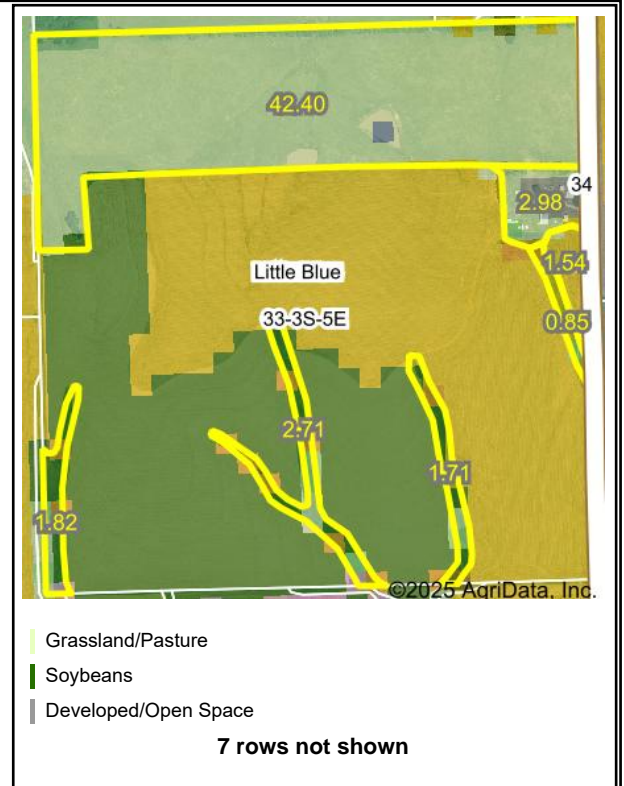 42.40
34
2.98
Little Blue
1.54
33-3S-5E
0.85
2.71
1.71
1.82
©2025 AgriData, Inc.
Grassland/Pasture
Soybeans
Developed/Open Space
7 rows not shown